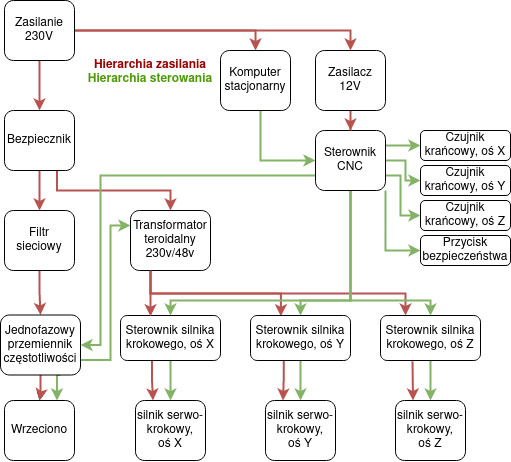 Zasilanie
230V
Hierarchia zasilania
Hierarchia sterowania
Komputer
stacjonarny
Zasilacz
12V
Bezpiecznik
Sterownik
CNC
Czujnik
krańcowy, oś X
Czujnik
krańcowy, oś Y
Czujnik
krańcowy, oś Z
Przycisk
bezpieczeństwa
Filtr
sieciowy
Transformator
teroidalny
230v/48v
Jednofazowy
przemiennik
częstotliwości
Sterownik silnika
krokowego, oś X
Sterownik silnika
krokowego, oś Y
Sterownik silnika
krokowego, oś Z
Wrzeciono
silnik serwo-
krokowy,
oś X
silnik serwo-
krokowy,
oś Y
silnik serwo-
krokowy,
oś Z